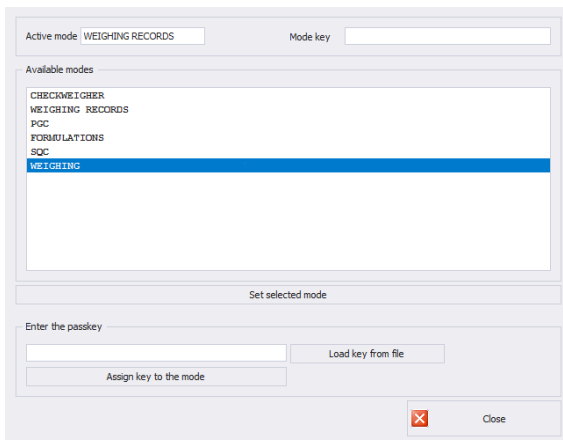 Active mode WEIGHING RECORDS Mode key
Available modes
CHECKWEIGHER
WEIGHING RECORDS
PGC
FORMULATIONS
SQC
WEIGHING
Set selected mode
Enter the passkey
Load key from file
Assign key to the mode
Close